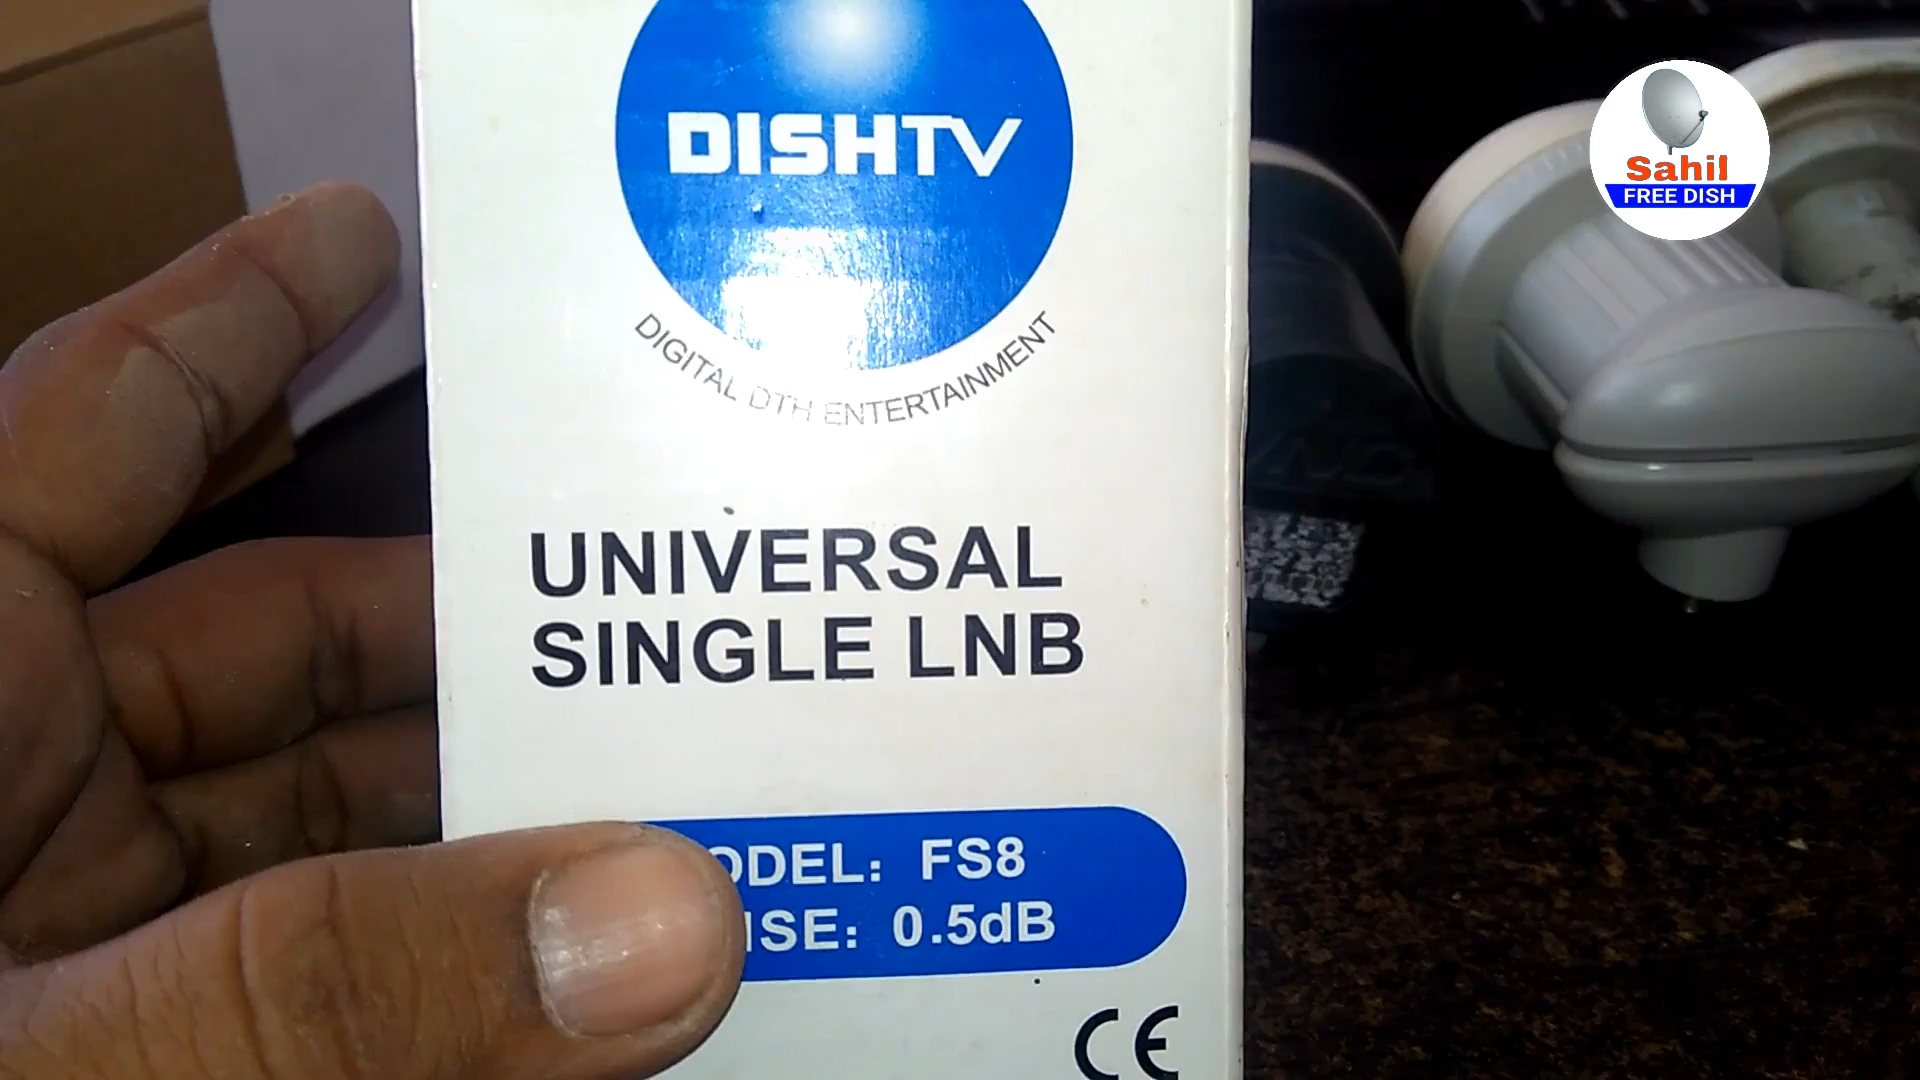 DISHTV
DIGITAL DTH ENTERTAINMENT
UNIVERSAL
SINGLE LNB
ODEL: FS8
ISE: 0.5dB
CE
Sahil
FREE DISH